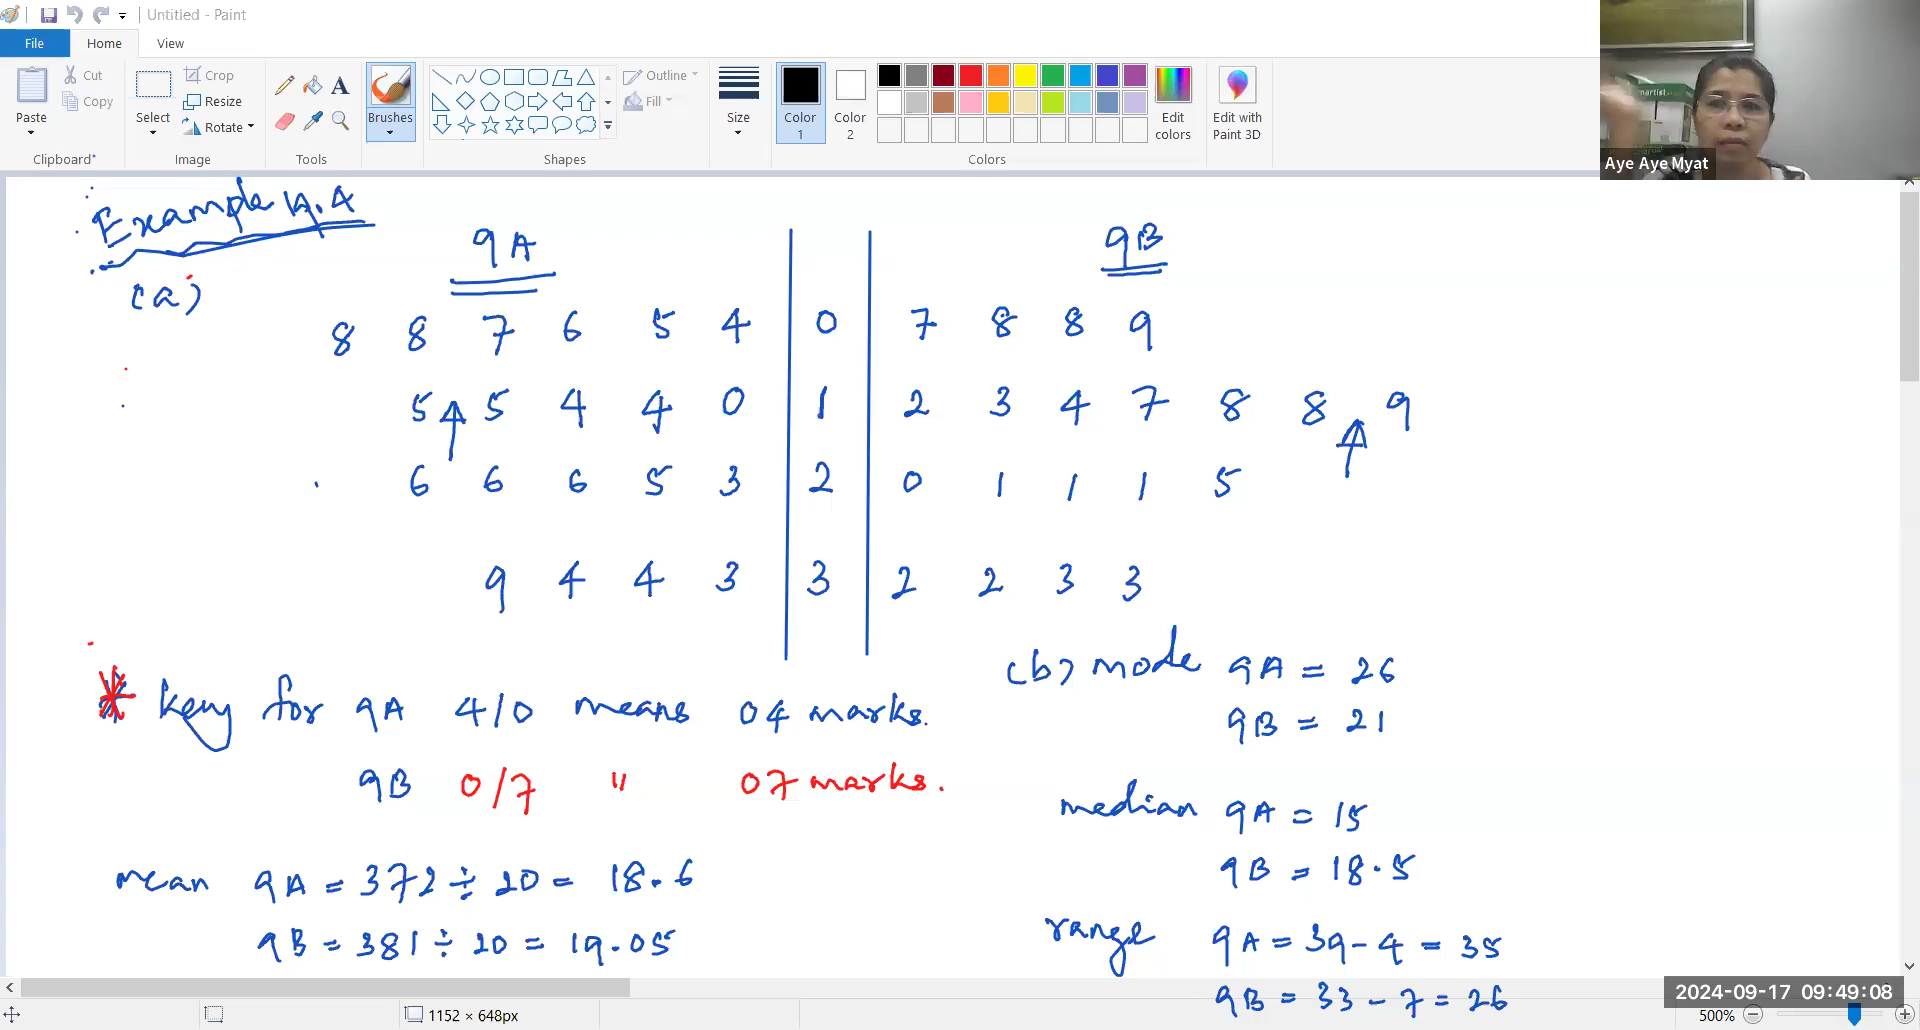 Untitled - Paint
File Home View
Paste
Cut
Copy
Clipboard
Select
Crop
Resize
Rotate
Image
A
Tools
Brushes
Outline
Fill
Shapes
Size
Color 1
Color 2
Edit colors
Edit with Paint 3D
Colors
Aye Aye Myat
Example 14.4
(a)
9A 9B
8 8 7 6 5 4 0 7 8 8 9
5 5 4 4 0 1 2 3 4 7 8 8 9
6 6 6 5 3 2 0 1 1 1 5
9 4 4 3 3 2 2 3 3
* Key for 9A 4/0 means 04 marks.
9B 0/7 " 07 marks.
mean 9A = 372 ÷ 20 = 18.6
9B = 381 ÷ 20 = 19.05
(b) mode 9A = 26
9B = 21
median 9A = 15
9B = 18.5
range 9A = 39 - 4 = 35
9B = 33 - 7 = 26
2024-09-17 09:49:08
1152 × 648px
500%